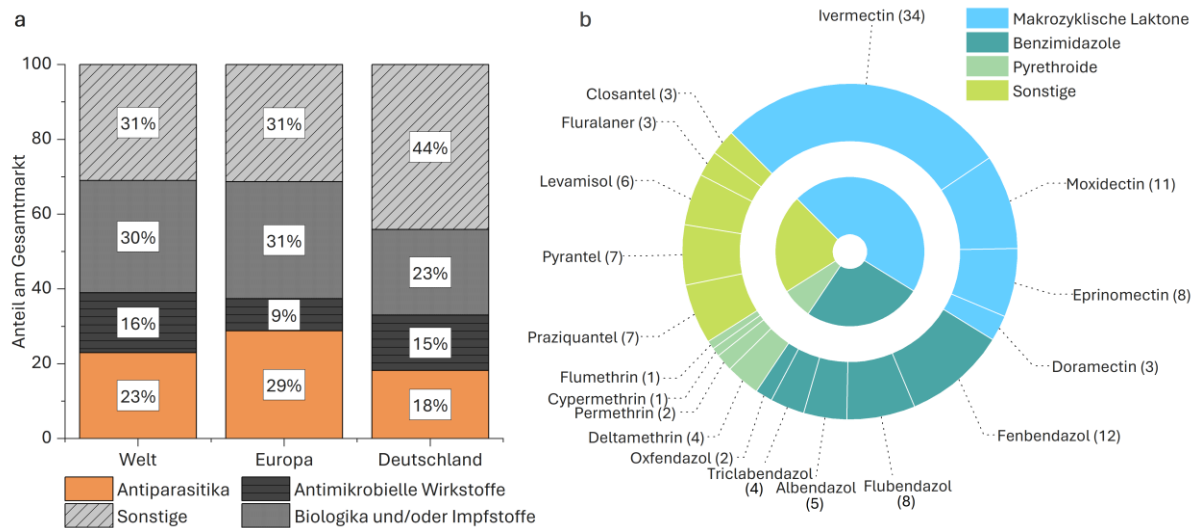 a
Anteil am Gesamtmarkt
100
80
60
40
20
0
31%
30%
16%
23%
31%
31%
9%
29%
44%
23%
15%
18%
Welt
Europa
Deutschland
Antiparasitika
Antimikrobielle Wirkstoffe
Sonstige
Biologika und/oder Impfstoffe
b
Makrozyklische Laktone
Benzimidazole
Pyrethroide
Sonstige
Ivermectin (34)
Moxidectin (11)
Eprinomectin (8)
Doramectin (3)
Fenbendazol (12)
Flubendazol
(8)
Albendazol
(5)
Triclabendazol
(4)
Oxfendazol (2)
Deltamethrin (4)
Permethrin (2)
Cypermethrin (1)
Flumethrin (1)
Praziquantel (7)
Pyrantel (7)
Levamisol (6)
Fluralaner (3)
Closantel (3)